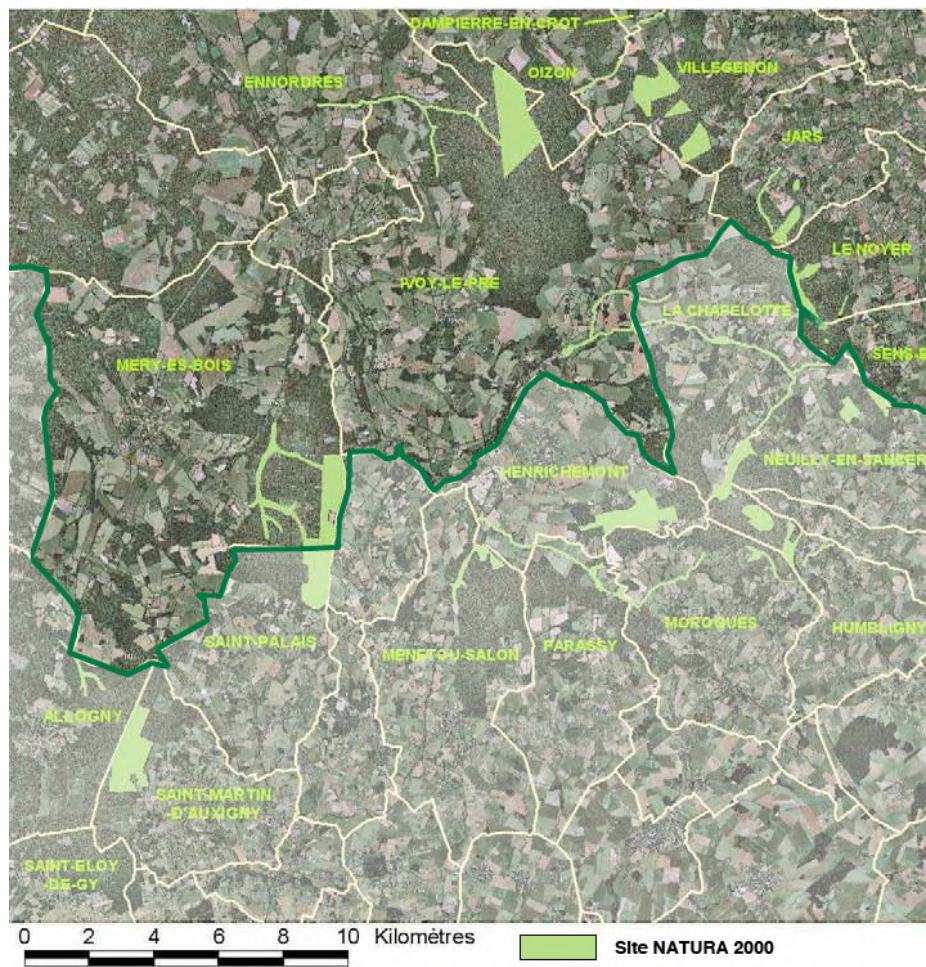 DAMPIERRE-EN-CROT
OIZON
VILLEGENON
ENNORDRES
JARS
LE NOYER
IVOY-LE-PRE
LA CHAPELOTTE
MERY-ES-BOIS
SENS-B
HENRICHEMONT
NEUILLY-EN-SANCER
SAINT-PALAIS
MENETOU-SALON
PARASSY
MOROGUES
HUMBLIGNY
ALLOGNY
SAINT-MARTIN
-D'AUXIGNY
SAINT-ELOY
-DE-GY
0 2 4 6 8 10 Kilomètres
Site NATURA 2000